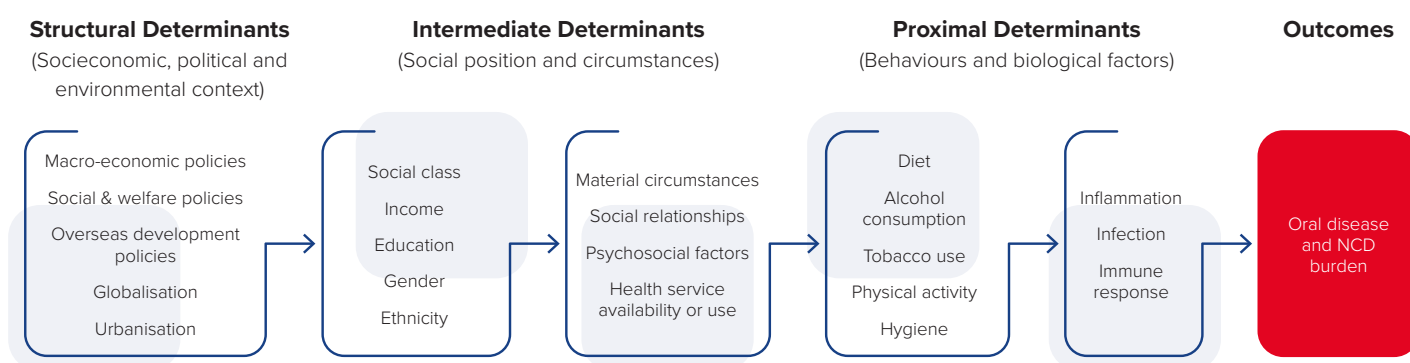 Structural Determinants
(Socieconomic, political and
environmental context)
Intermediate Determinants
(Social position and circumstances)
Proximal Determinants
(Behaviours and biological factors)
Outcomes
Macro-economic policies
Social & welfare policies
Overseas development
policies
Globalisation
Urbanisation
Social class
Income
Education
Gender
Ethnicity
Material circumstances
Social relationships
Psychosocial factors
Health service
availability or use
Diet
Alcohol
consumption
Tobacco use
Physical activity
Hygiene
Inflammation
Infection
Immune
response
Oral disease
and NCD
burden